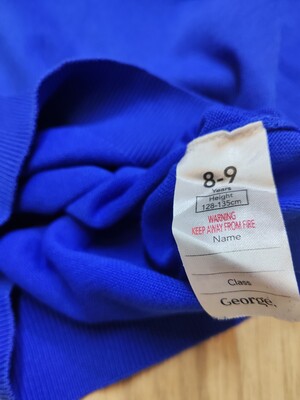 8-9
Years
Height
128-135cm
WARNING
KEEP AWAY FROM FIRE
Name
Class
George.